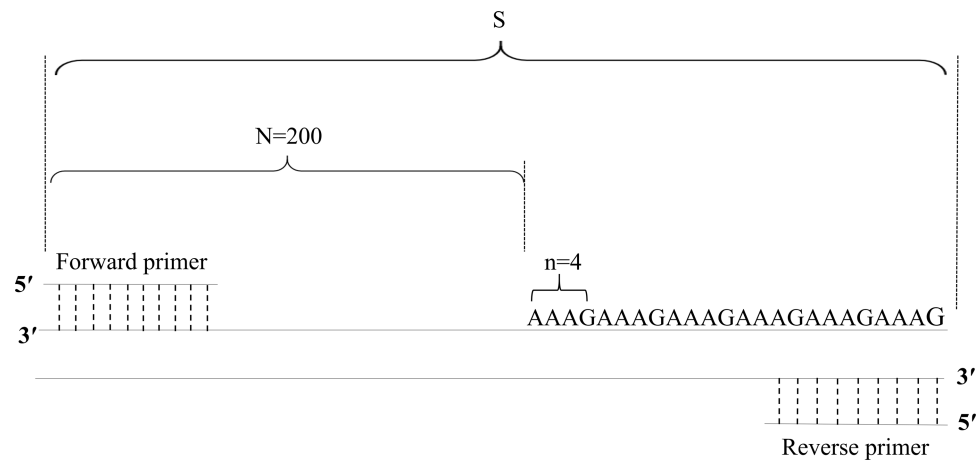 S
N=200
Forward primer
n=4
5′
AAAGAAAGAAAGAAAGAAAGAAAG
3′
3′
5′
Reverse primer